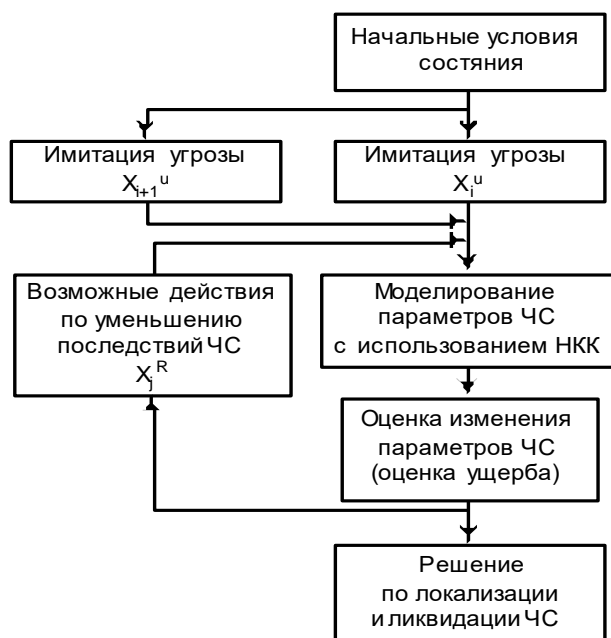 Начальные условия
состяния
Имитация угрозы
X_{i+1}^u
Имитация угрозы
X_i^u
Возможные действия
по уменьшению
последствий ЧС
X_j^R
Моделирование
параметров ЧС
с использованием НКК
Оценка изменения
параметров ЧС
(оценка ущерба)
Решение
по локализации
и ликвидации ЧС